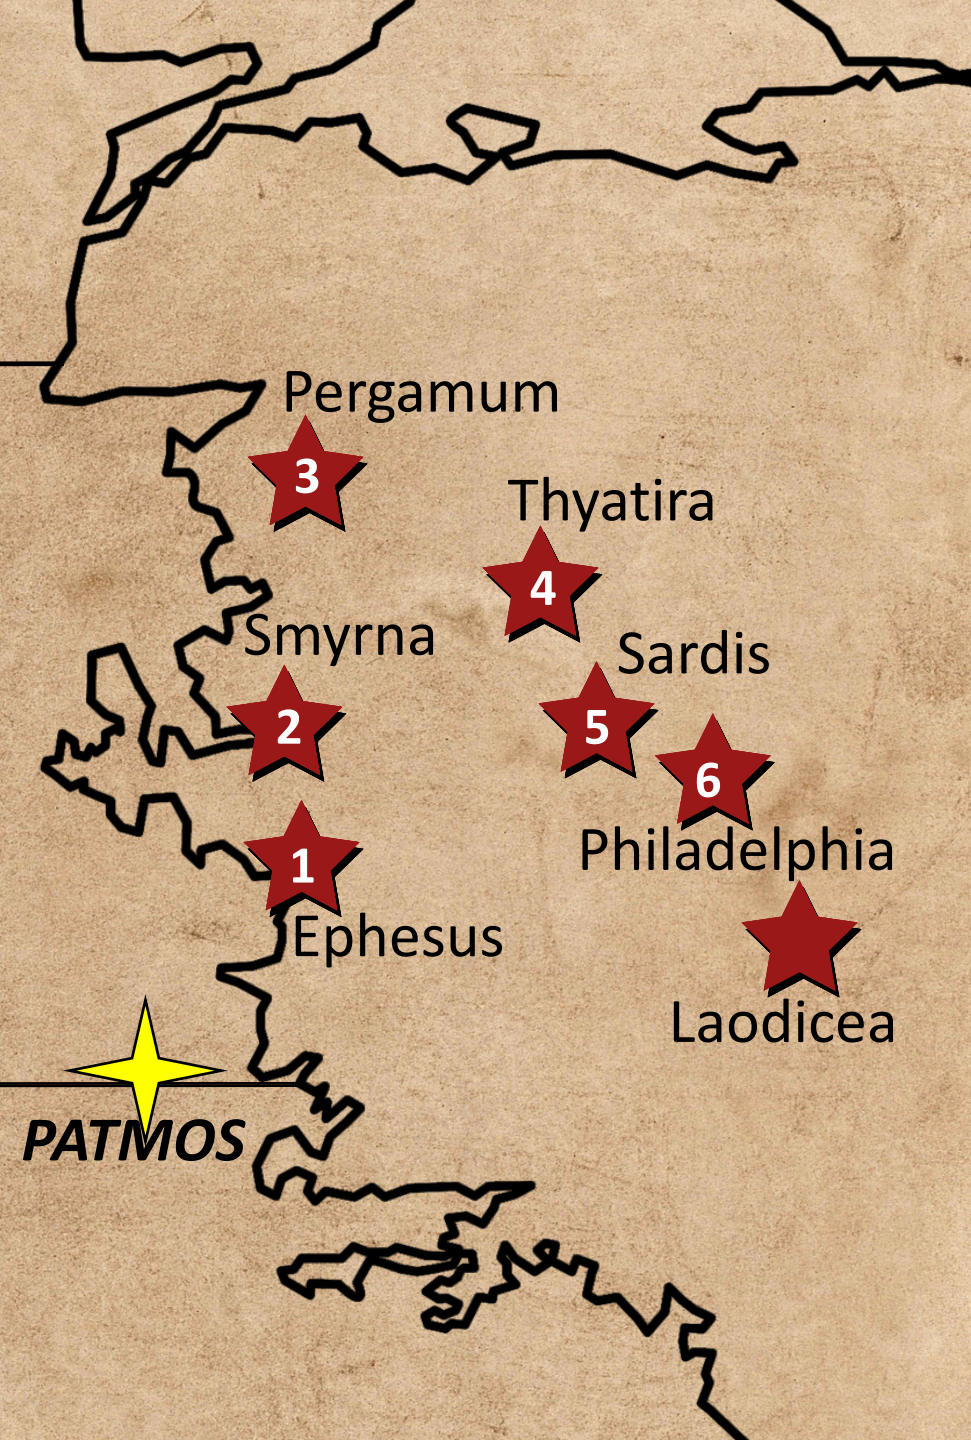 Pergamum
3
Thyatira
4
Smyrna
2
Sardis
5
6
Philadelphia
1
Ephesus
Laodicea
PATMOS